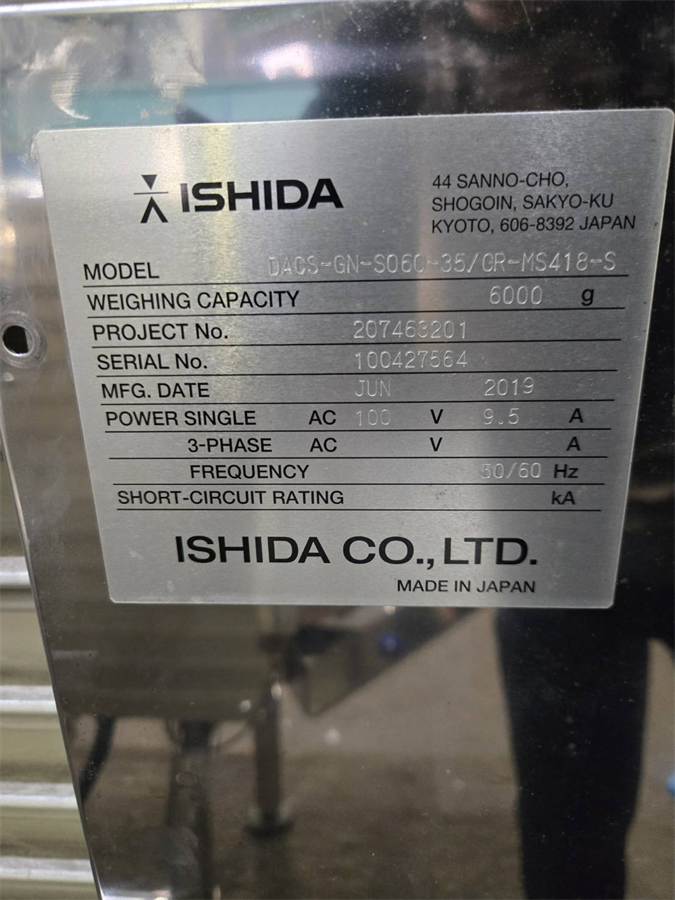 ISHIDA
44 SANNO-CHO,
SHOGOIN, SAKYO-KU
KYOTO, 606-8392 JAPAN
MODEL DACS-GN-S060-35/CR-MS418-S
WEIGHING CAPACITY 6000 g
PROJECT No. 207463201
SERIAL No. 100427564
MFG. DATE JUN 2019
POWER SINGLE AC 100 V 9.5 A
3-PHASE AC V A
FREQUENCY 50/60 Hz
SHORT-CIRCUIT RATING kA
ISHIDA CO.,LTD.
MADE IN JAPAN